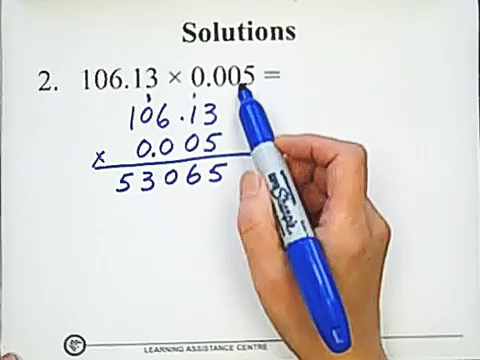 Solutions
2. 106.13 × 0.005 =
106.13
× 0.005
53065
LEARNING ASSISTANCE CENTRE